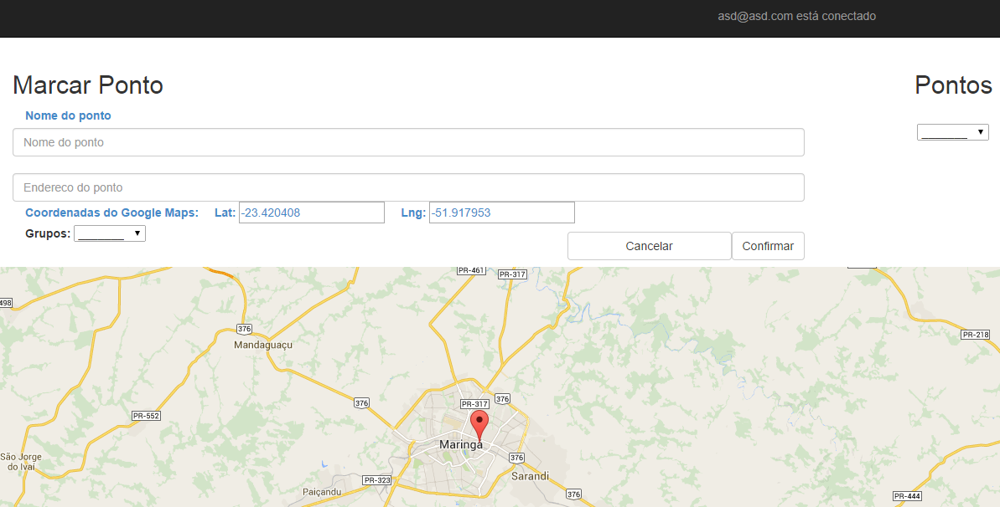 asd@asd.com está conectado
Marcar Ponto
Pontos
Nome do ponto
Nome do ponto
Endereco do ponto
Coordenadas do Google Maps: Lat: -23.420408 Lng: -51.917953
Grupos:
Cancelar Confirmar
PR-461
PR-317
498
376
Mandaguaçu
PR-218
376
376
PR-317
PR-552
Maringá
São Jorge
do Ivaí
376
Sarandi
PR-323
Paiçandu
376
PR-444